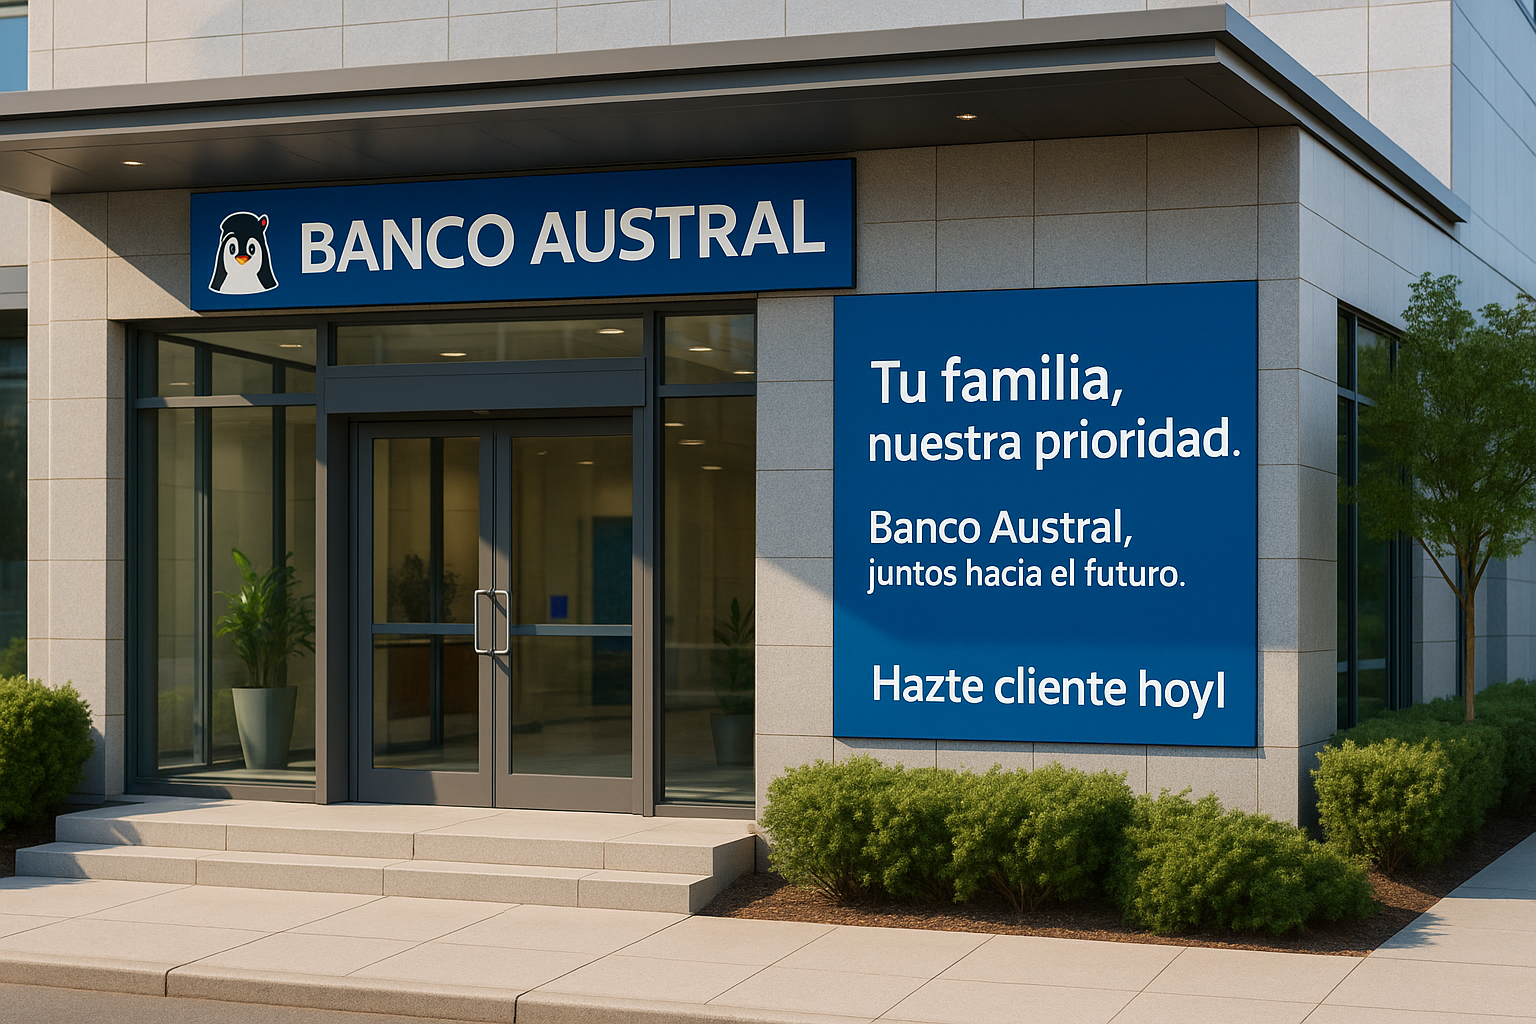 BANCO AUSTRAL
Tu familia,
nuestra prioridad.
Banco Austral,
juntos hacia el futuro.
Hazte cliente hoyl